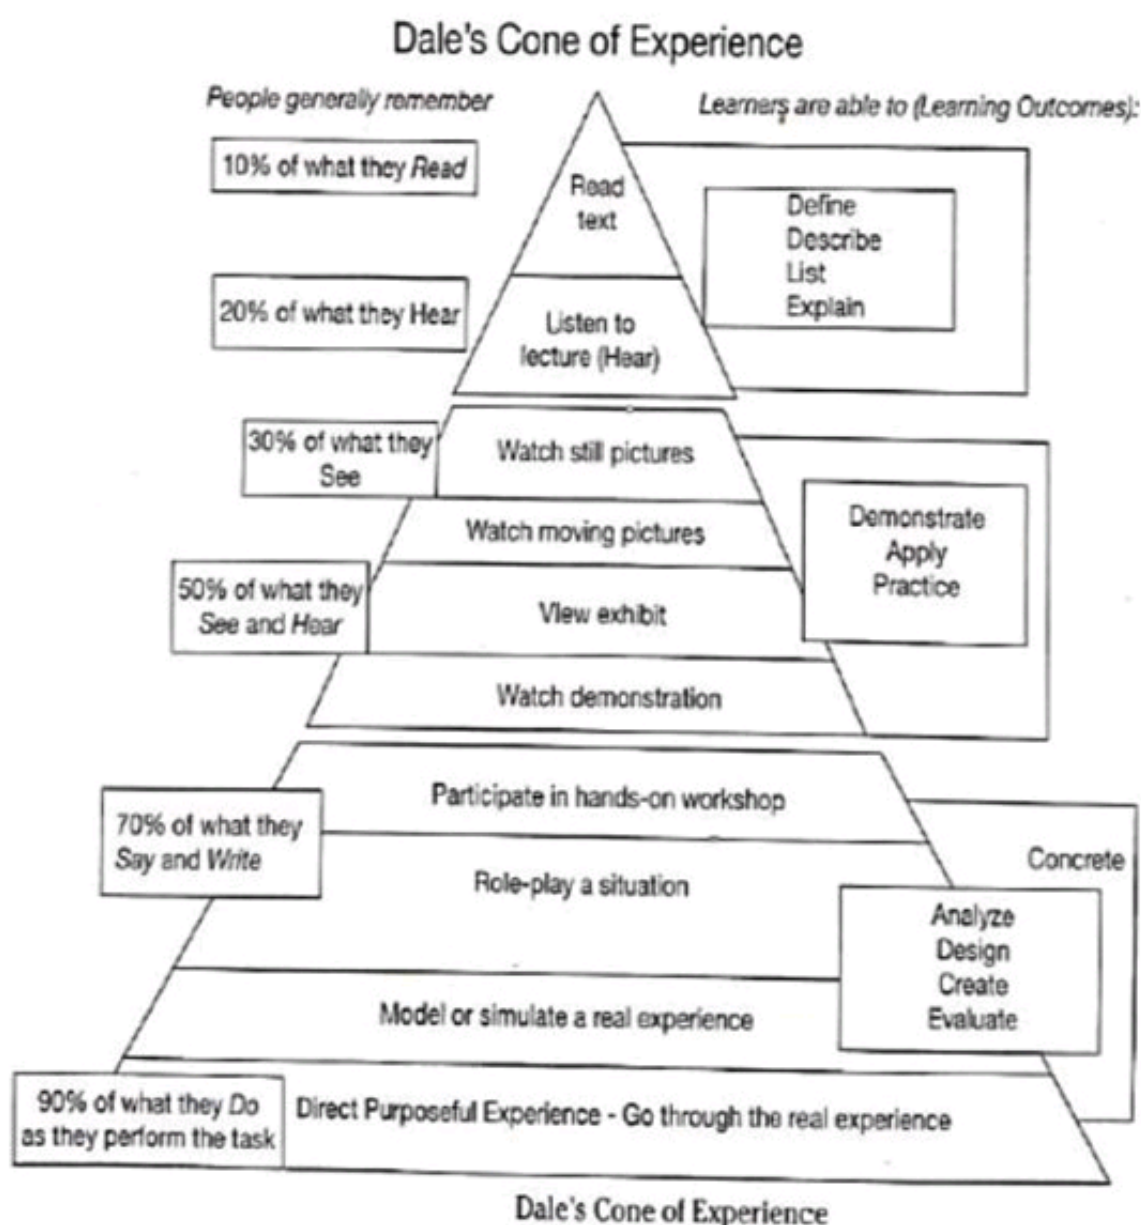 Dale's Cone of Experience
People generally remember
Learners are able to (Learning Outcomes):
10% of what they Read
Read
text
Define
Describe
List
Explain
20% of what they Hear
Listen to
lecture (Hear)
30% of what they
See
Watch still pictures
Watch moving pictures
Demonstrate
Apply
Practice
50% of what they
See and Hear
View exhibit
Watch demonstration
Participate in hands-on workshop
70% of what they
Say and Write
Role-play a situation
Concrete
Analyze
Design
Create
Evaluate
Model or simulate a real experience
90% of what they Do
as they perform the task
Direct Purposeful Experience - Go through the real experience
Dale's Cone of Experience